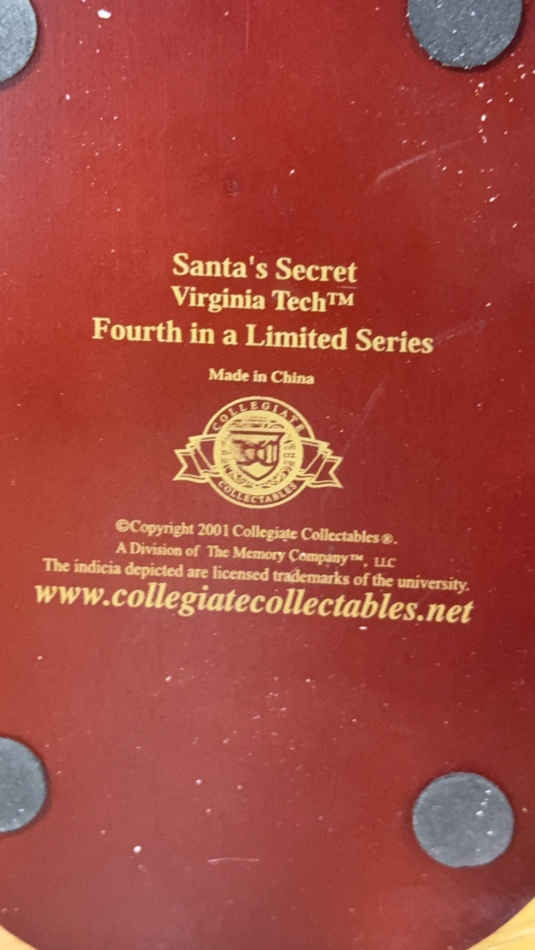 Santa's Secret
Virginia Tech™
Fourth in a Limited Series
Made in China
COLLEGIATE
COLLECTABLES
©Copyright 2001 Collegiate Collectables®.
A Division of The Memory Company™, LLC
The indicia depicted are licensed trademarks of the university.
www.collegiatecollectables.net